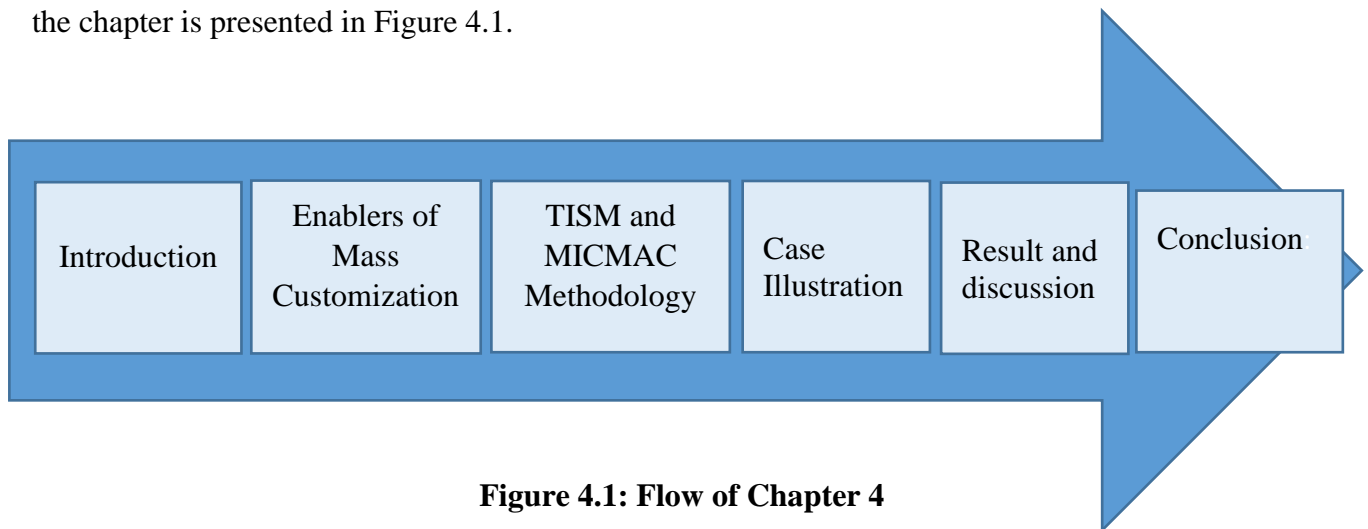 the chapter is presented in Figure 4.1.
Introduction
Enablers of
Mass
Customization
TISM and
MICMAC
Methodology
Case
Illustration
Result and
discussion
Conclusion:
Figure 4.1: Flow of Chapter 4